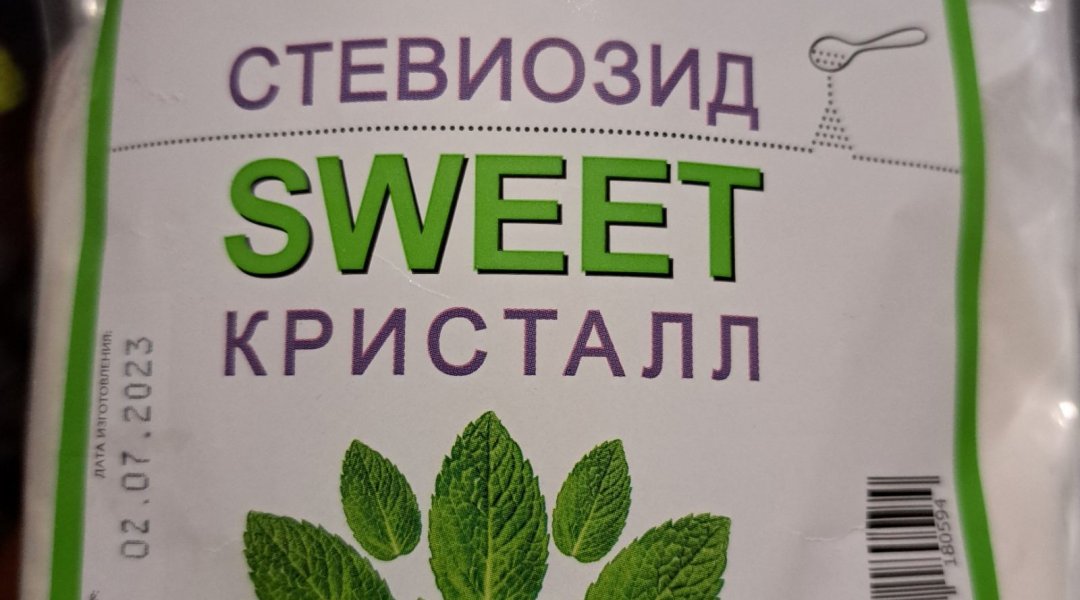 СТЕВИОЗИД
SWEET
КРИСТАЛЛ
ДАТА ИЗГОТОВЛЕНИЯ:
02.07.2023
180594